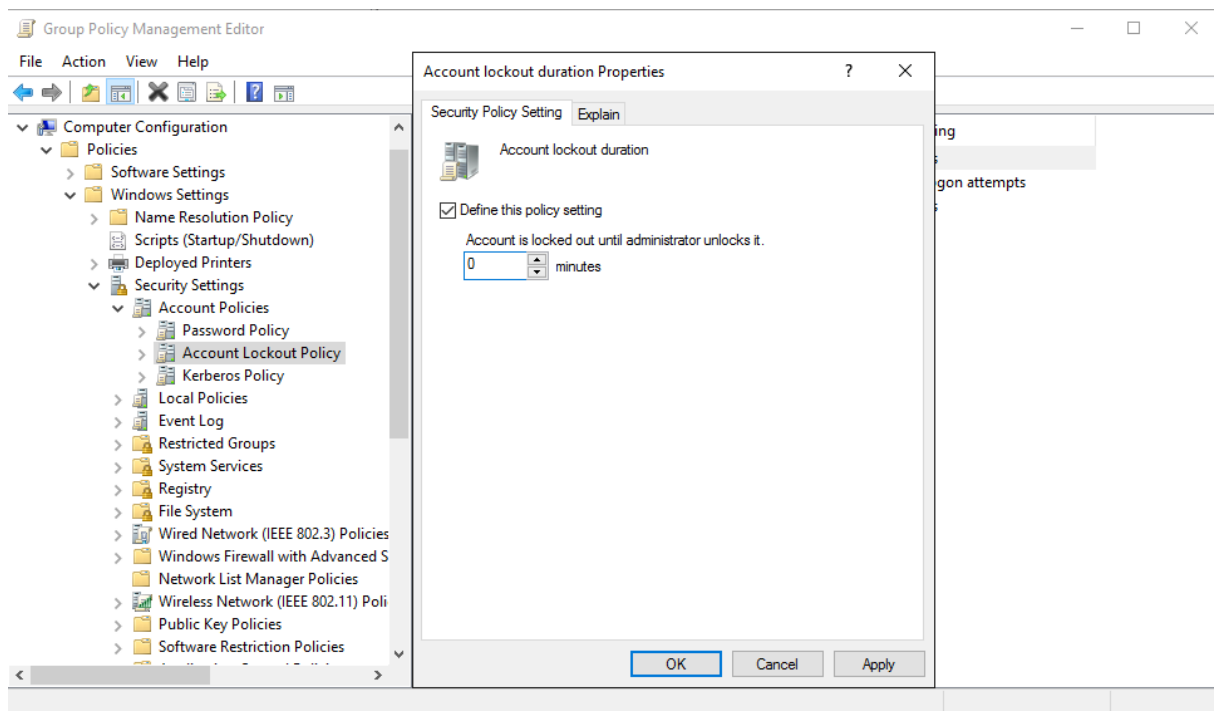 Group Policy Management Editor
File Action View Help
Computer Configuration
Policies
Software Settings
Windows Settings
Name Resolution Policy
Scripts (Startup/Shutdown)
Deployed Printers
Security Settings
Account Policies
Password Policy
Account Lockout Policy
Kerberos Policy
Local Policies
Event Log
Restricted Groups
System Services
Registry
File System
Wired Network (IEEE 802.3) Policies
Windows Firewall with Advanced S
Network List Manager Policies
Wireless Network (IEEE 802.11) Poli
Public Key Policies
Software Restriction Policies
Account lockout duration Properties
Security Policy Setting Explain
Account lockout duration
Define this policy setting
Account is locked out until administrator unlocks it.
0 minutes
OK Cancel Apply
ing
s
gon attempts
s